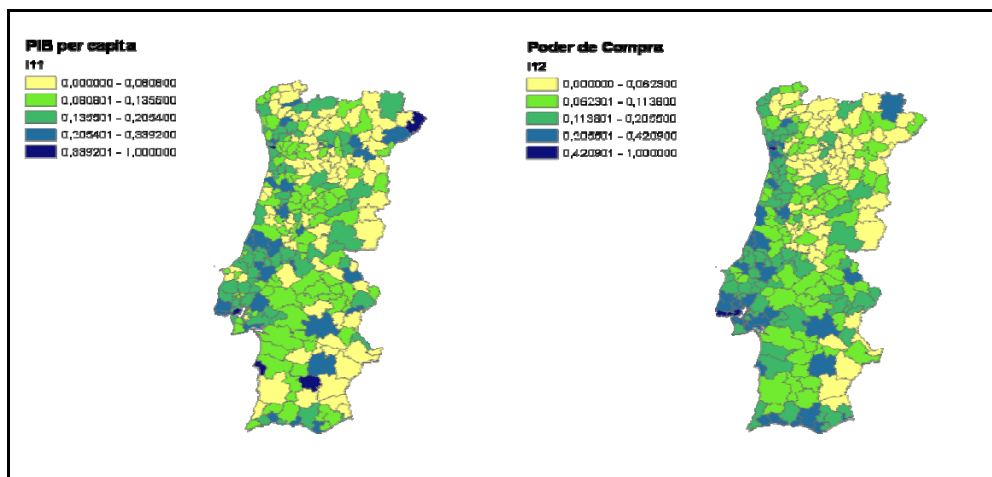 PIB per capita
I11
0,000000 - 0,080800
0,080801 - 0,135500
0,135501 - 0,205400
0,205401 - 0,339200
0,339201 - 1,000000
Poder de Compra
I12
0,000000 - 0,062300
0,062301 - 0,113800
0,113801 - 0,205500
0,205501 - 0,420900
0,420901 - 1,000000